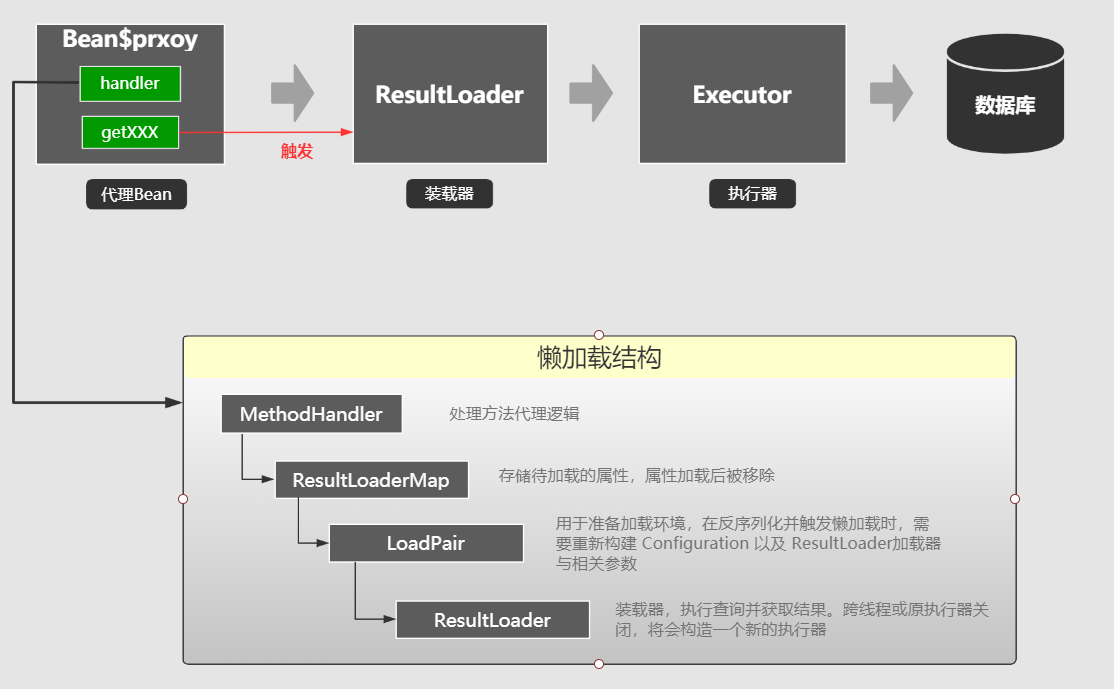 Bean$prxoy
handler
getXXX
触发
代理Bean
ResultLoader
装载器
Executor
执行器
数据库
懒加载结构
MethodHandler
处理方法代理逻辑
ResultLoaderMap
存储待加载的属性，属性加载后被移除
LoadPair
用于准备加载环境，在反序列化并触发懒加载时，需
要重新构建 Configuration 以及 ResultLoader加载器
与相关参数
ResultLoader
装载器，执行查询并获取结果。跨线程或原执行器关
闭，将会构造一个新的执行器